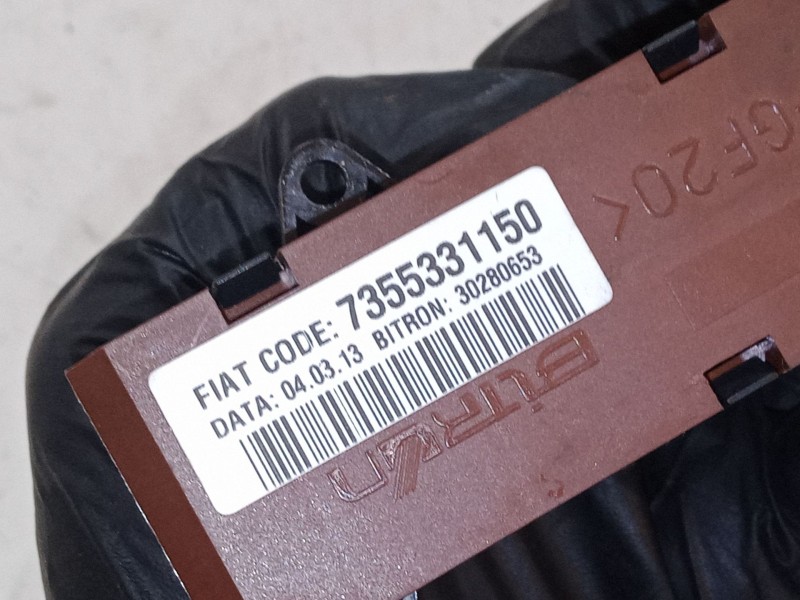 FIAT CODE: 7355331150
DATA: 04.03.13 BITRON: 30280653
BITRON
GF20<